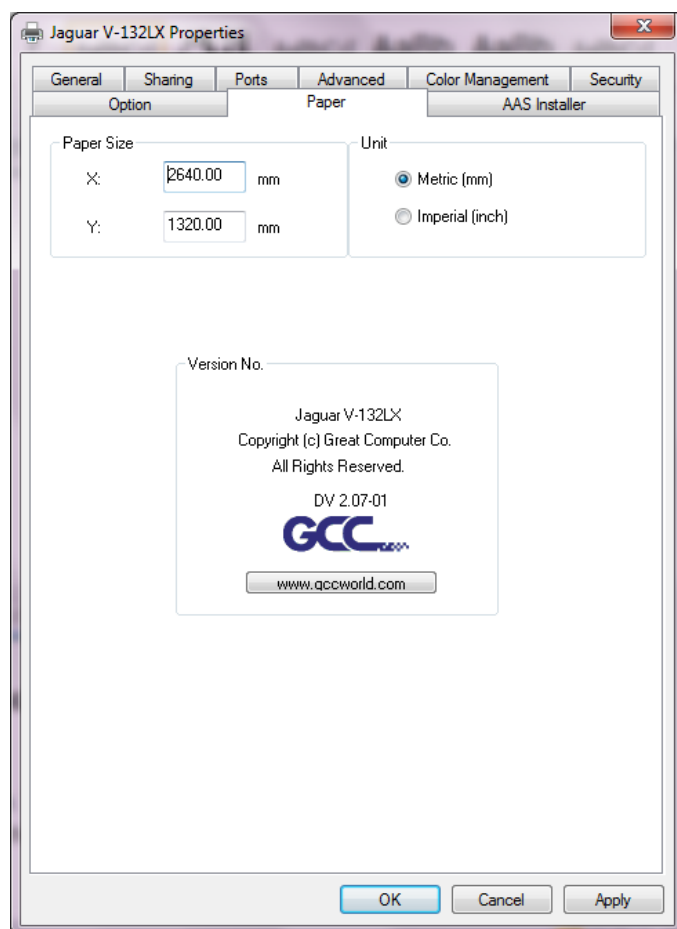 Jaguar V-132LX Properties
General Sharing Ports Advanced Color Management Security
Option Paper AAS Installer
Paper Size
X: 2640.00 mm
Y: 1320.00 mm
Unit
Metric (mm)
Imperial (inch)
Version No.
Jaguar V-132LX
Copyright (c) Great Computer Co.
All Rights Reserved.
DV 2.07-01
GCC
www.gccworld.com
OK Cancel Apply